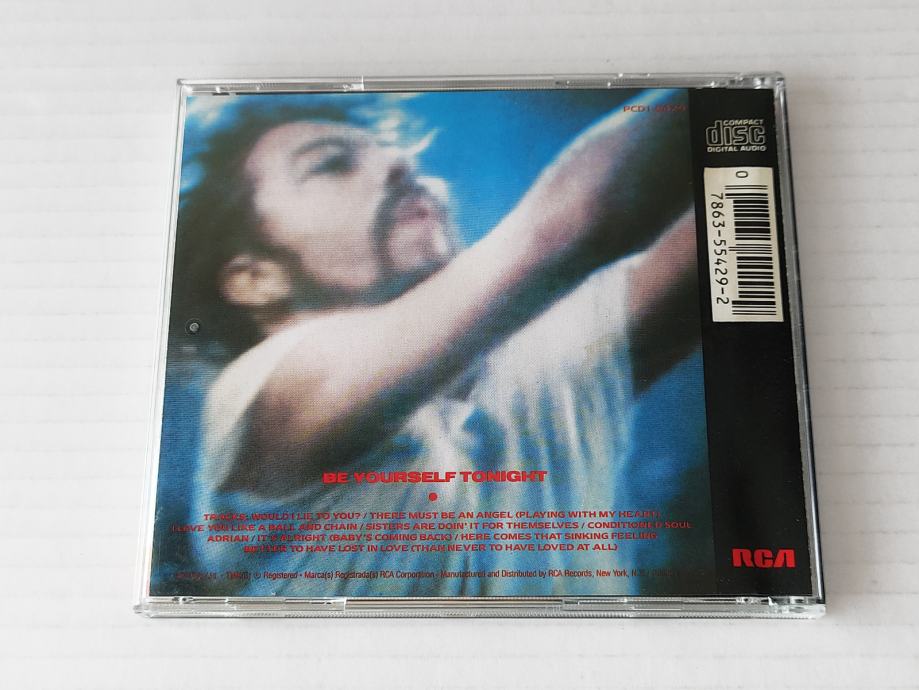 PCD1
COMPACT
disc
DIGITAL AUDIO
0
7863-55429-2
BE YOURSELF TONIGHT
TRACKS: WOULD I LIE TO YOU? / THERE MUST BE AN ANGEL (PLAYING WITH MY HEART)
I LOVE YOU LIKE A BALL AND CHAIN / SISTERS ARE DOIN' IT FOR THEMSELVES / CONDITIONED SOUL
ADRIAN / IT'S ALRIGHT (BABY'S COMING BACK) / HERE COMES THAT SINKING FEELING
BETTER TO HAVE LOST IN LOVE (THAN NEVER TO HAVE LOVED AT ALL)
® Registered • Marca(s) Registrada(s) RCA Corporation • Manufactured and Distributed by RCA Records, New York, N.Y.
RCA